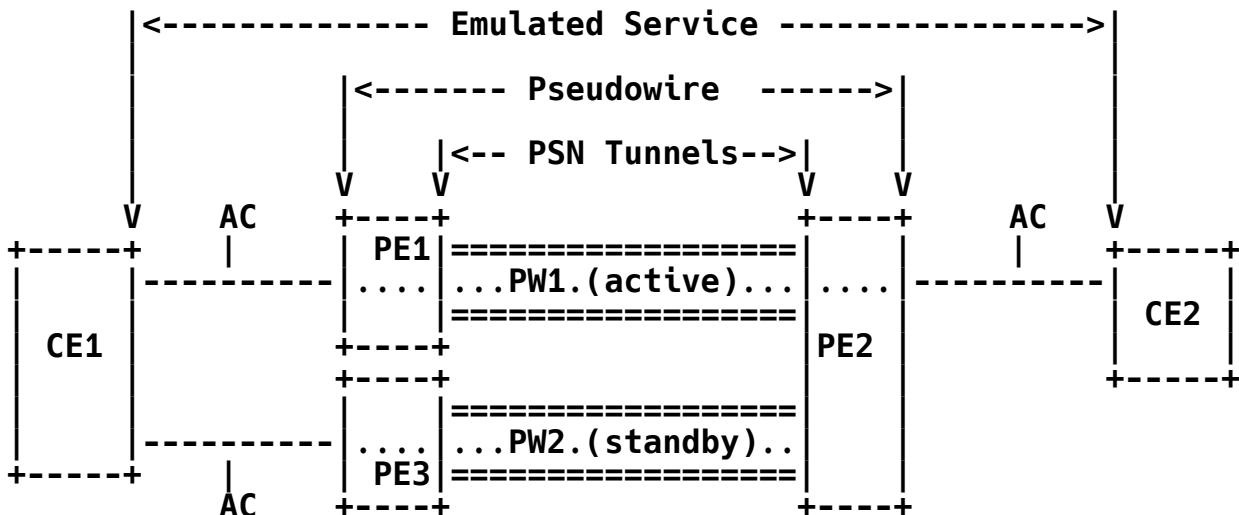 |<-------------- Emulated Service ---------------->|
|<------- Pseudowire ------>|
|<-- PSN Tunnels-->|
V V V V
V AC +----+ +----+ AC V
+-----+ | | PE1|==================| | | +-----+
| |----------|....|...PW1.(active)...|....|----------| |
| | | |==================| | | CE2 |
| CE1 | +----+ |PE2 | | |
| | +----+ | | +-----+
| | | |==================| |
| |----------|....|...PW2.(standby)..| |
+-----+ | | PE3|==================| |
AC +----+ +----+